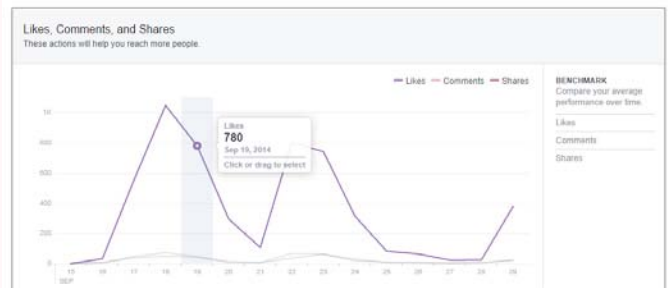 Likes, Comments, and Shares
These actions will help you reach more people.
Likes Comments Shares
BENCHMARK
Compare your average
performance over time.
Likes
Comments
Shares
1K
800
600
400
200
0
Likes
780
Sep 19, 2014
Click or drag to select
15 16 17 18 19 20 21 22 23 24 25 26 27 28 29
SEP